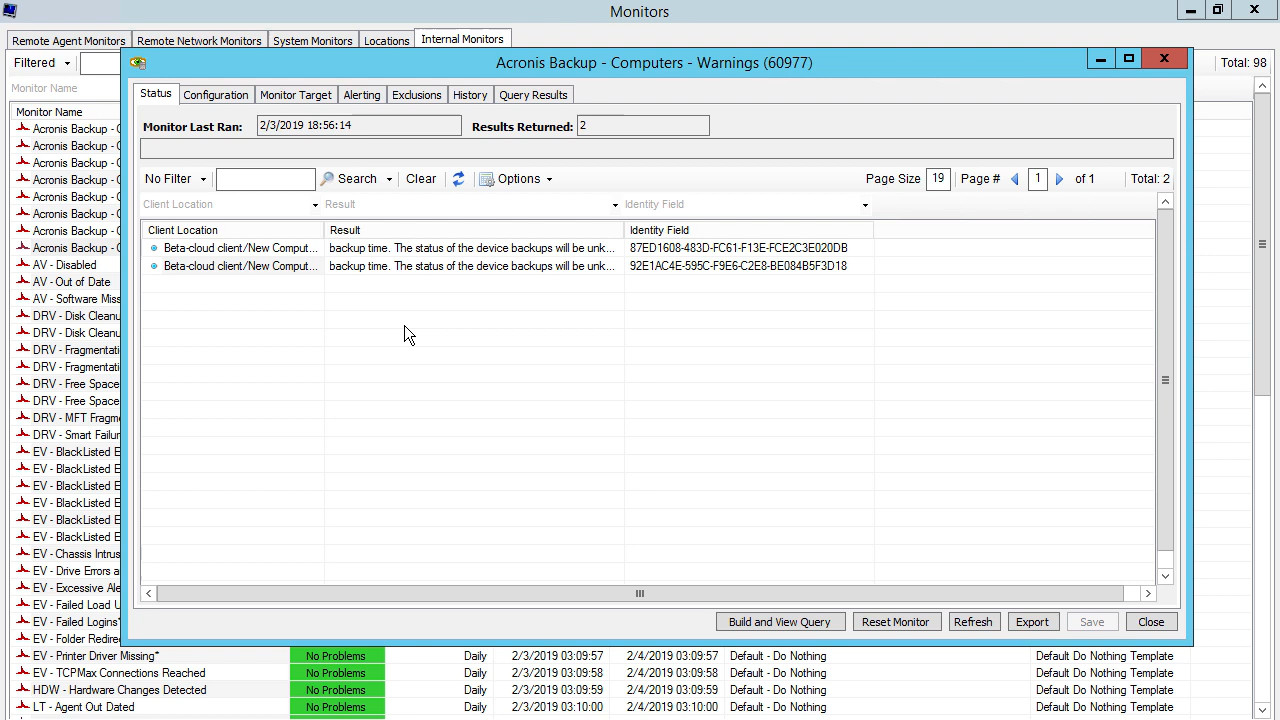 Monitors
Remote Agent Monitors Remote Network Monitors System Monitors Locations Internal Monitors
Filtered Total: 98
Monitor Name
Monitor Name
Acronis Backup - C
Acronis Backup - C
Acronis Backup - C
Acronis Backup - C
Acronis Backup - C
Acronis Backup - C
Acronis Backup - C
Acronis Backup - C
AV - Disabled
AV - Out of Date
AV - Software Miss
DRV - Disk Cleanu
DRV - Disk Cleanu
DRV - Fragmentati
DRV - Fragmentati
DRV - Free Space
DRV - Free Space
DRV - MFT Fragme
DRV - Smart Failur
EV - BlackListed E
EV - BlackListed E
EV - BlackListed E
EV - BlackListed E
EV - BlackListed E
EV - BlackListed E
EV - Chassis Intrus
EV - Drive Errors a
EV - Excessive Ale
EV - Failed Load U
EV - Failed Logins*
EV - Folder Redirec
Acronis Backup - Computers - Warnings (60977)
Status Configuration Monitor Target Alerting Exclusions History Query Results
Monitor Last Ran: 2/3/2019 18:56:14 Results Returned: 2
No Filter Search Clear Options Page Size 19 Page # 1 of 1 Total: 2
Client Location Result Identity Field
Client Location Result Identity Field
Beta-cloud client/New Comput... backup time. The status of the device backups will be unk... 87ED1608-483D-FC61-F13E-FCE2C3E020DB
Beta-cloud client/New Comput... backup time. The status of the device backups will be unk... 92E1AC4E-595C-F9E6-C2E8-BE084B5F3D18
Build and View Query Reset Monitor Refresh Export Save Close
EV - Printer Driver Missing* No Problems Daily 2/3/2019 03:09:57 2/4/2019 03:09:57 Default - Do Nothing Default Do Nothing Template
EV - TCPMax Connections Reached No Problems Daily 2/3/2019 03:09:58 2/4/2019 03:09:58 Default - Do Nothing Default Do Nothing Template
HDW - Hardware Changes Detected No Problems Daily 2/3/2019 03:09:59 2/4/2019 03:09:59 Default - Do Nothing Default Do Nothing Template
LT - Agent Out Dated No Problems Daily 2/3/2019 03:10:00 2/4/2019 03:10:00 Default - Do Nothing Default Do Nothing Template